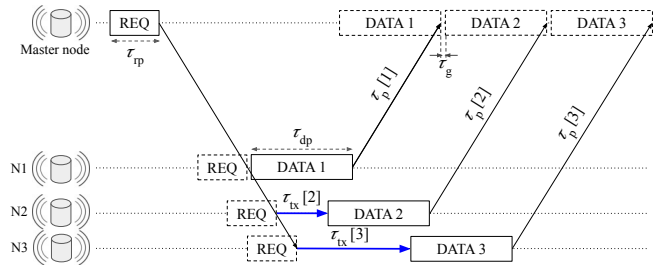 REQ DATA 1 DATA 2 DATA 3
Master node
τrp τg
τp[1] τp[2] τp[3]
τdp
N1 REQ DATA 1
τtx[2]
N2 REQ DATA 2
τtx[3]
N3 REQ DATA 3